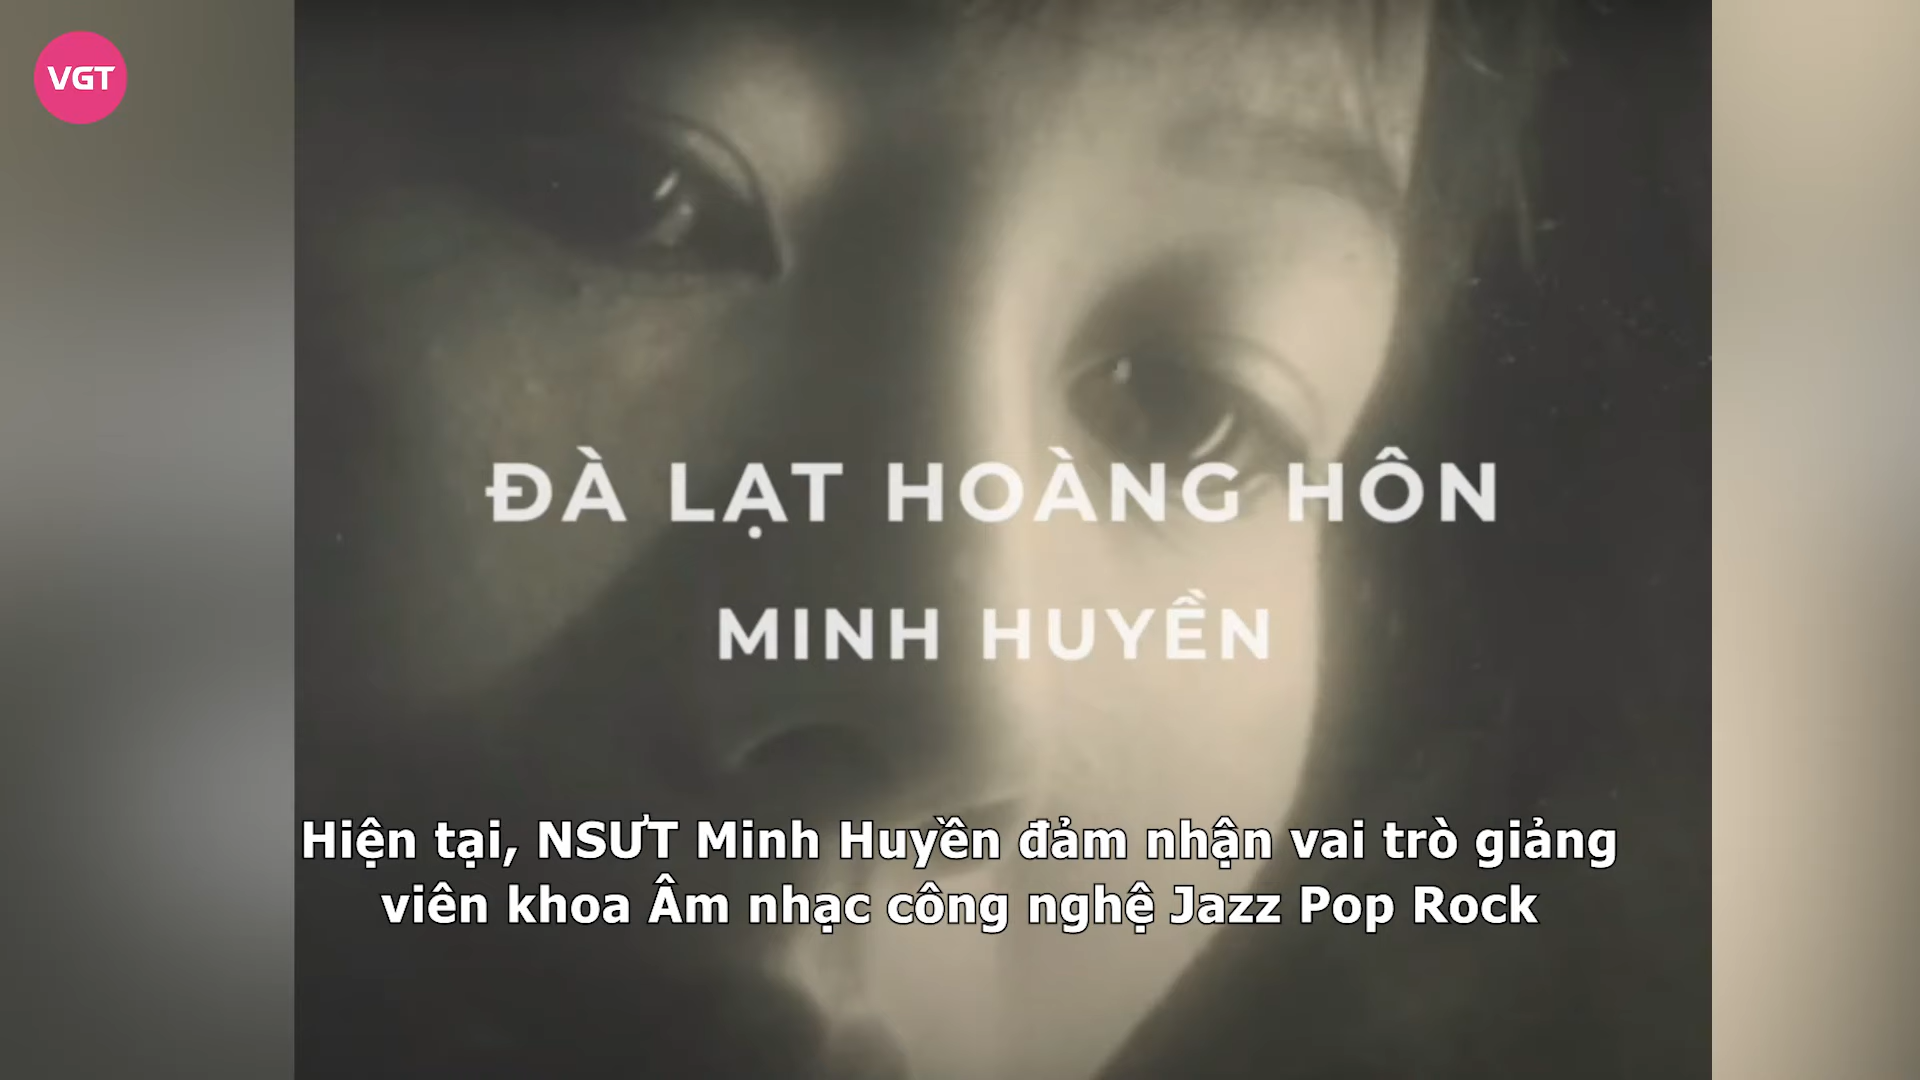 VGT
ĐÀ LẠT HOÀNG HÔN
MINH HUYỀN
Hiện tại, NSƯT Minh Huyền đảm nhận vai trò giảng
viên khoa Âm nhạc công nghệ Jazz Pop Rock